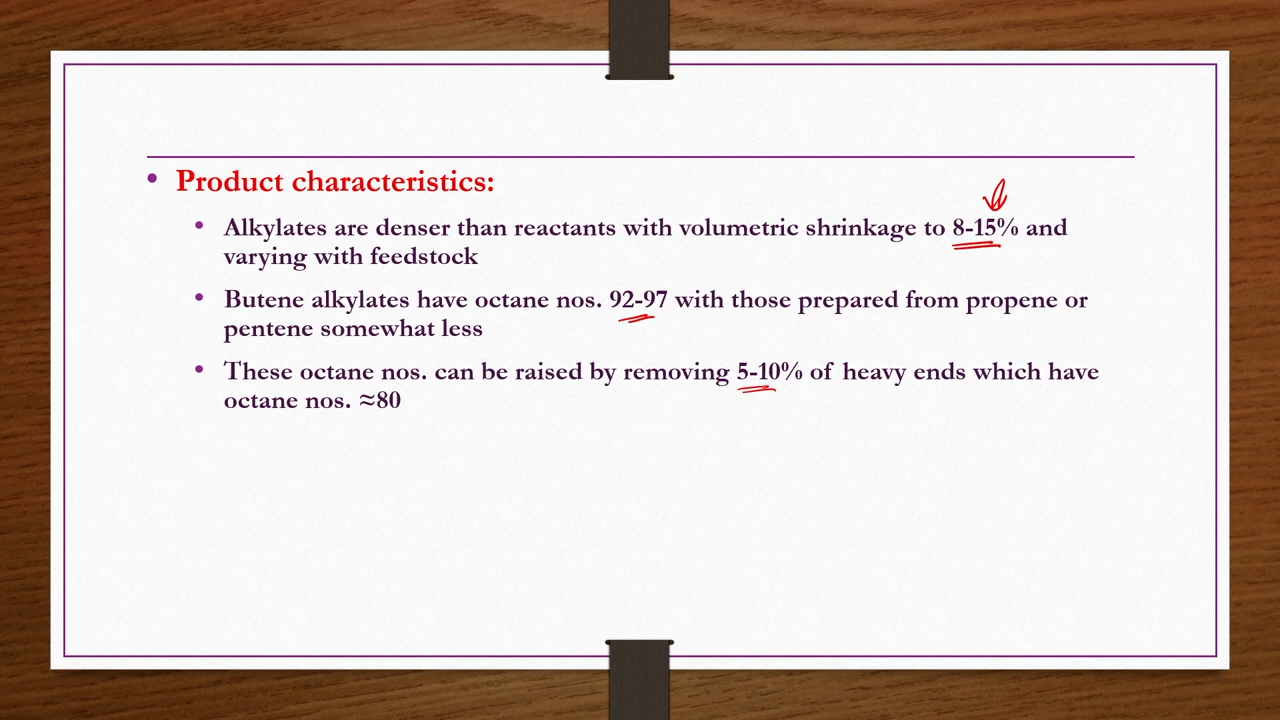 • Product characteristics:
• Alkylates are denser than reactants with volumetric shrinkage to 8-15% and
varying with feedstock
• Butene alkylates have octane nos. 92-97 with those prepared from propene or
pentene somewhat less
• These octane nos. can be raised by removing 5-10% of heavy ends which have
octane nos. ≈80